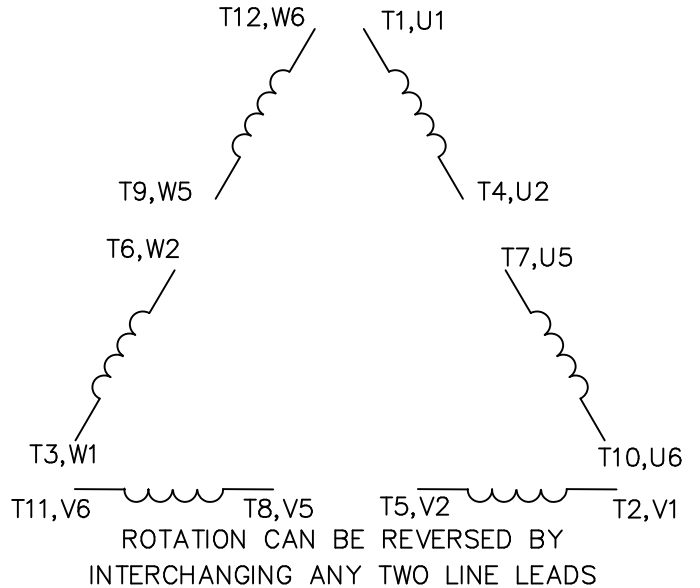 T12,W6 T1,U1
T9,W5 T4,U2
T6,W2 T7,U5
T3,W1 T10,U6
T11,V6 T8,V5 T5,V2 T2,V1
ROTATION CAN BE REVERSED BY
INTERCHANGING ANY TWO LINE LEADS